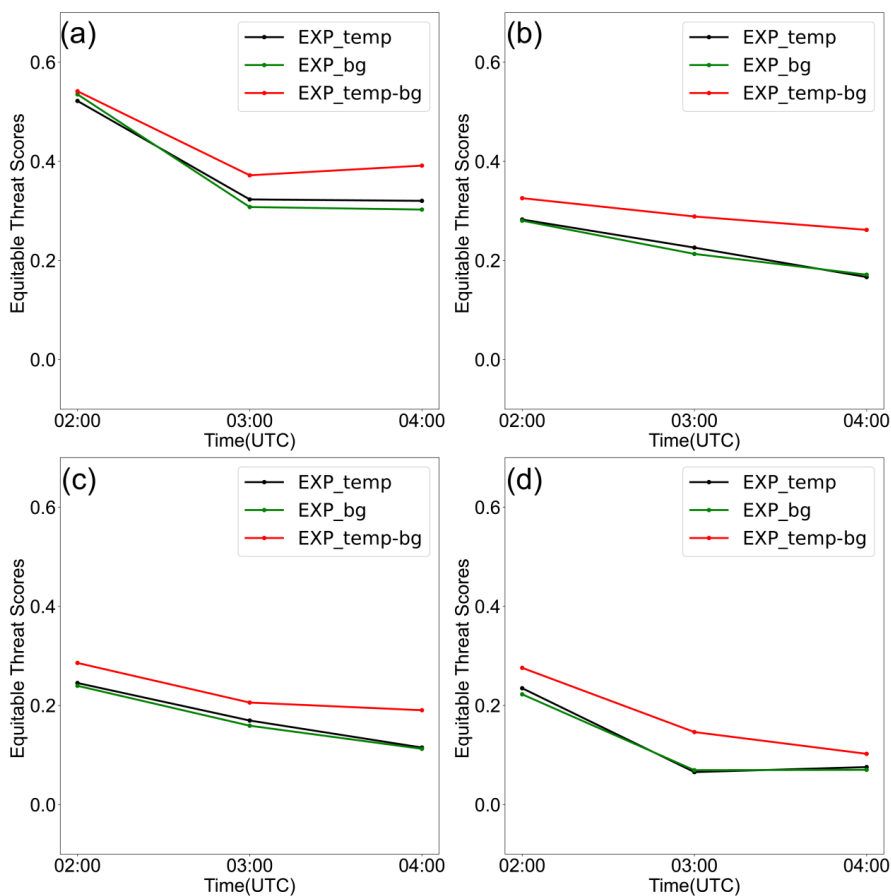 (a)
EXP_temp
EXP_bg
EXP_temp-bg
Equitable Threat Scores
0.6
0.4
0.2
0.0
02:00
03:00
04:00
Time(UTC)
(b)
EXP_temp
EXP_bg
EXP_temp-bg
Equitable Threat Scores
0.6
0.4
0.2
0.0
02:00
03:00
04:00
Time(UTC)
(c)
EXP_temp
EXP_bg
EXP_temp-bg
Equitable Threat Scores
0.6
0.4
0.2
0.0
02:00
03:00
04:00
Time(UTC)
(d)
EXP_temp
EXP_bg
EXP_temp-bg
Equitable Threat Scores
0.6
0.4
0.2
0.0
02:00
03:00
04:00
Time(UTC)